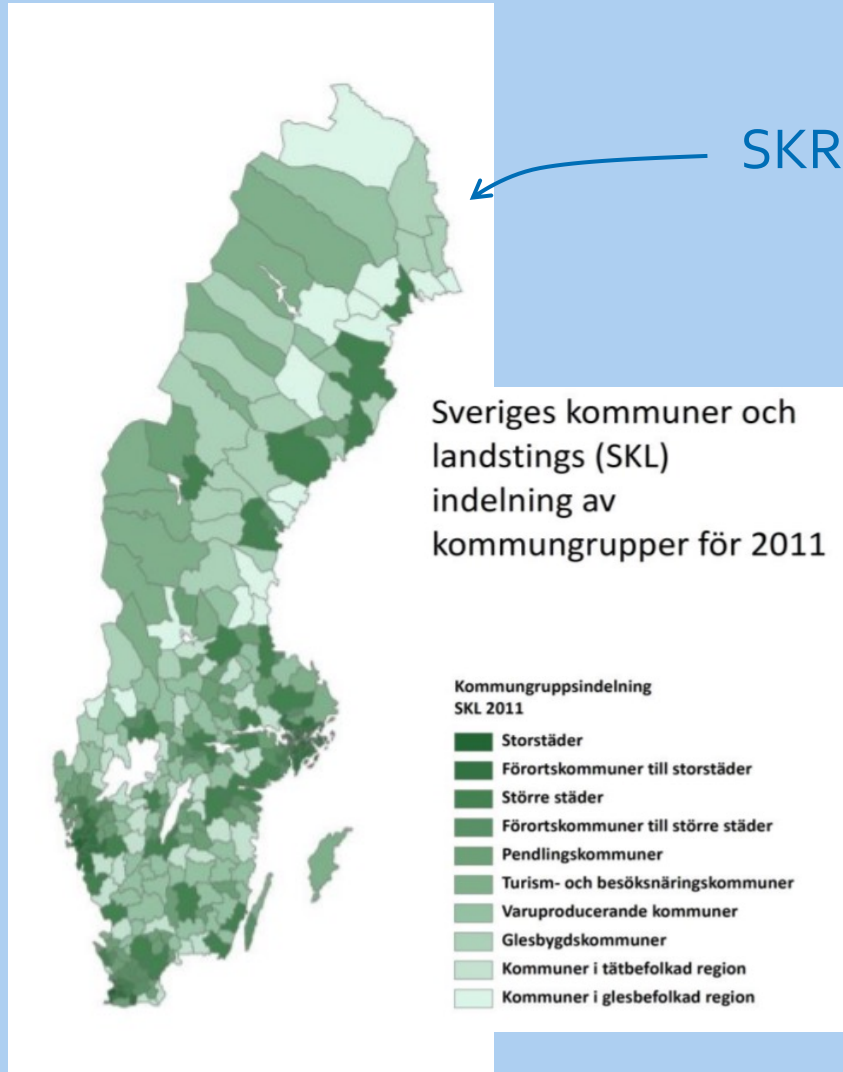 SKR
Sveriges kommuner och
landstings (SKL)
indelning av
kommungrupper för 2011
Kommungruppsindelning
SKL 2011
Storstäder
Förortskommuner till storstäder
Större städer
Förortskommuner till större städer
Pendlingskommuner
Turism- och besöksnäringskommuner
Varuproducerande kommuner
Glesbygdskommuner
Kommuner i tätbefolkad region
Kommuner i glesbefolkad region